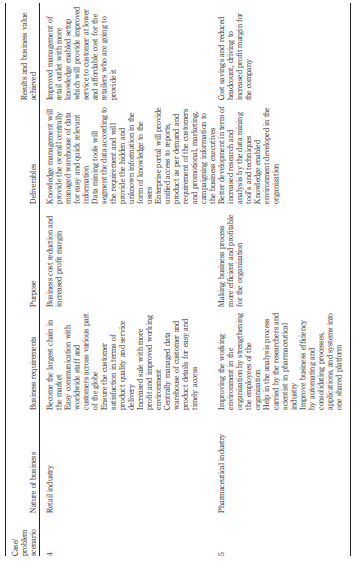 Case/
problem
scenario
Nature of business
Business requirements
Purpose
Deliverables
Results and business value
achieved
4
Retail industry
Become the largest chain in
the market
Easy communication with
worldwide staff and
customers across various part
of the globe
Ensure the customer
satisfaction in terms of
product quality and service
delivery
Increased sale with more
profit and improved working
environment
Centrally managed data
warehouse of customer and
product details for easy and
timely access
Business cost reduction and
increased profit margin
Knowledge management will
provide the overall centrally
managed warehouse of data
for easy and quick relevant
information
Data mining tools will
segment the data according to
the requirement and will
provide the hidden and
unknown information in the
form of knowledge to the
users
Enterprise portal will provide
unified access to reports,
product as per demand and
requirement of the customers
and promotional, marketing,
campaigning information to
the business executives
Improved management of
retail outlet with more
knowledge enabled setup
which will provide improved
service to customer at lower
and affordable cost for the
retailers who are going to
provide it
5
Pharmaceutical industry
Improving the working
environment in the
organization by strengthening
the employees of the
organization
Help in the analysis process
carried by the researchers and
scientist in pharmaceutical
industry
Improve business efficiency
by automating and
consolidating processes,
applications, and systems into
one shared platform
Making business process
more efficient and profitable
for the organization
Better development in term of
increased research and
analysis by the data mining
tool's and techniques
Knowledge enabled
environment developed in the
organization
Cost savings and reduced
headcount, driving to
increased profit margin for
the company